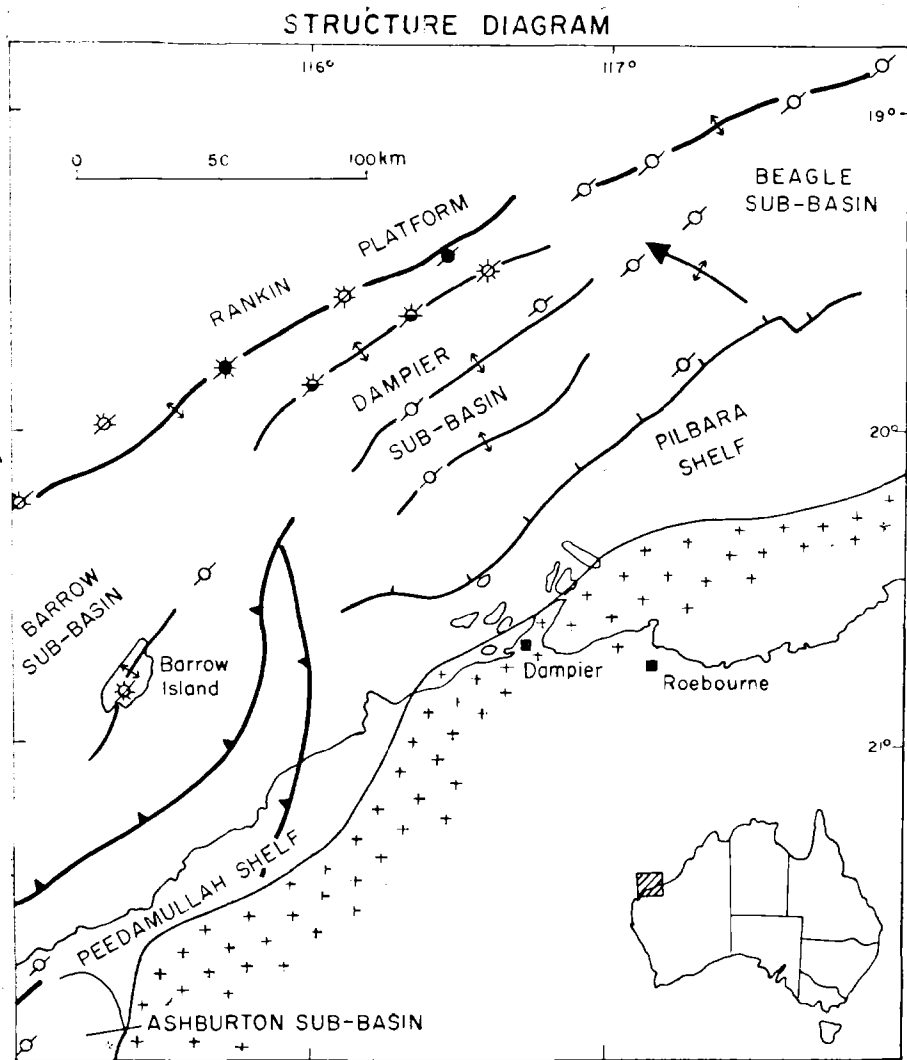 STRUCTURE DIAGRAM
116°
117°
19°
0 50 100km
BEAGLE
SUB-BASIN
RANKIN PLATFORM
DAMPIER
SUB-BASIN
PILBARA
SHELF
20°
BARROW
SUB-BASIN
Barrow
Island
Dampier
Roebourne
21°
PEEDAMULLAH SHELF
ASHBURTON SUB-BASIN